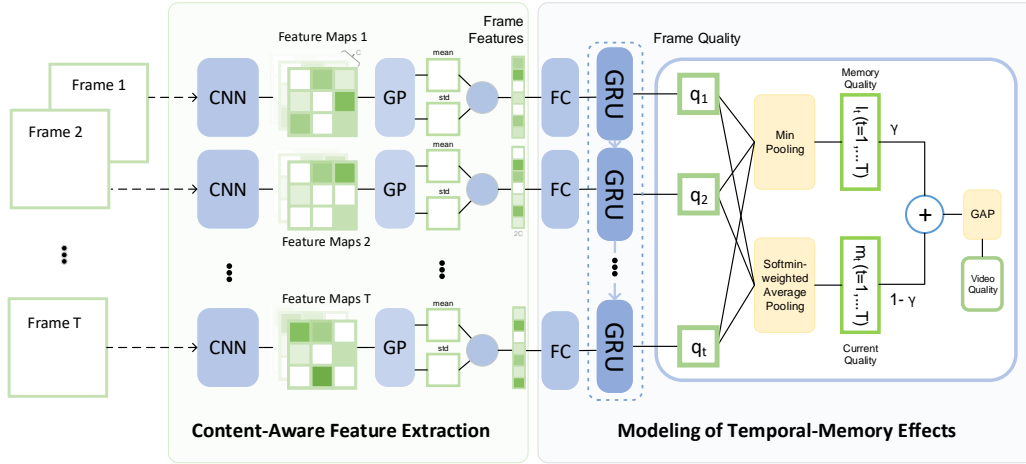 Frame 1
Frame 2
Frame T
CNN
Feature Maps 1
C
GP
mean
std
Frame
Features
CNN
Feature Maps 2
GP
mean
std
2C
CNN
Feature Maps T
GP
mean
std
Content-Aware Feature Extraction
FC
GRU
Frame Quality
FC
GRU
FC
GRU
q1
q2
qt
Min
Pooling
Softmin-
weighted
Average
Pooling
Memory
Quality
lt (t=1, ... T)
γ
mt (t=1, ... T)
1- γ
Current
Quality
+
GAP
Video
Quality
Modeling of Temporal-Memory Effects